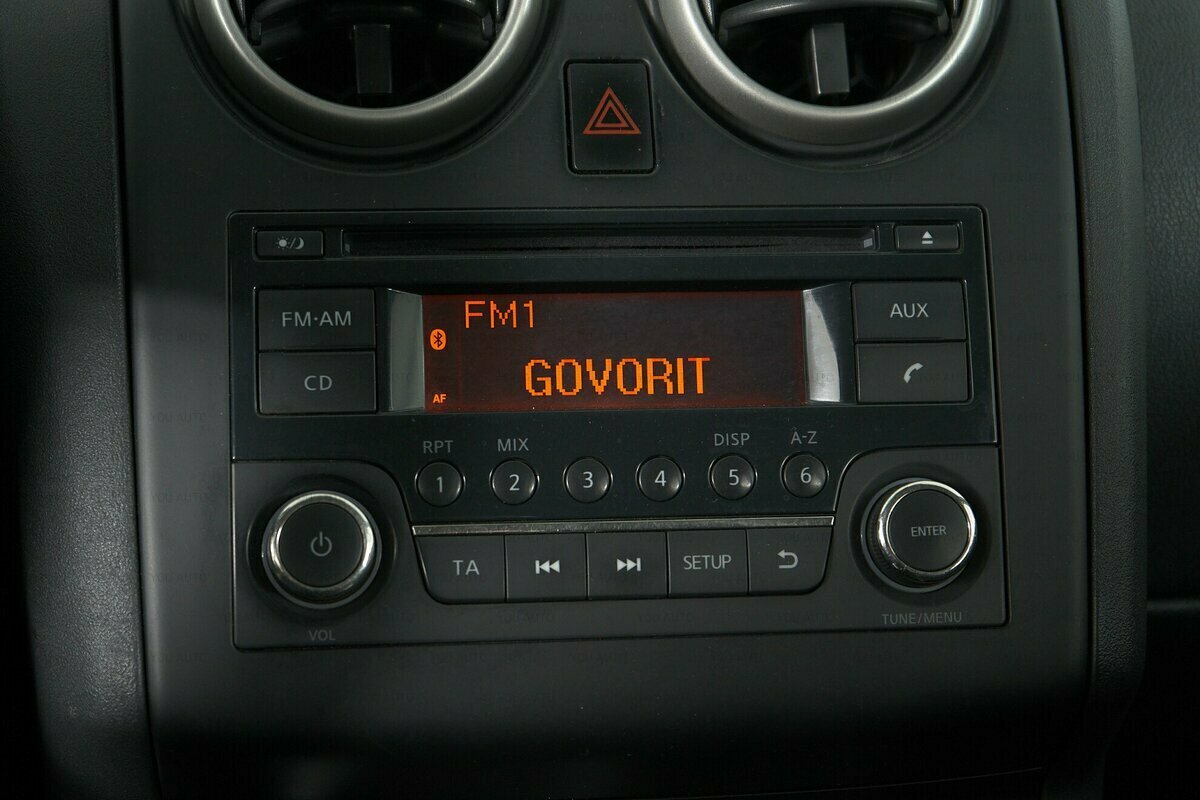 FM·AM
CD
FM1
GOVORIT
AF
AUX
RPT MIX DISP A-Z
1 2 3 4 5 6
VOL
TA SETUP
ENTER
TUNE/MENU